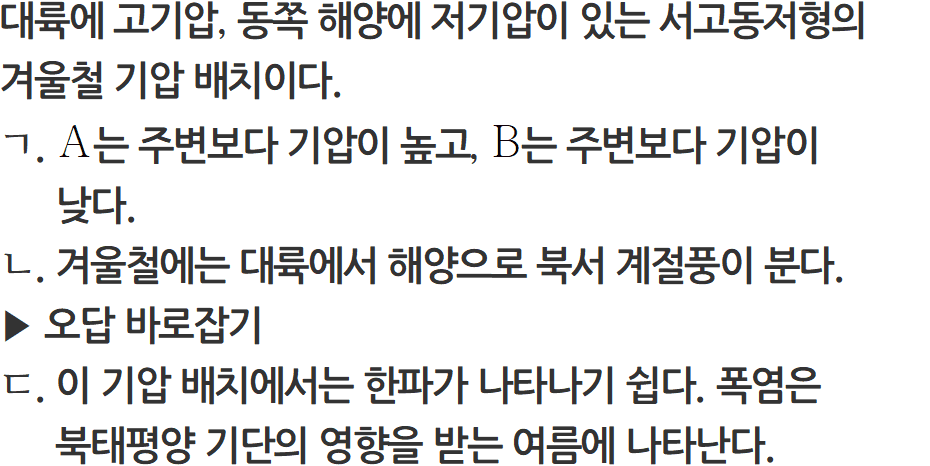 대륙에 고기압, 동쪽 해양에 저기압이 있는 서고동저형의
겨울철 기압 배치이다.
ㄱ. A는 주변보다 기압이 높고, B는 주변보다 기압이
낮다.
ㄴ. 겨울철에는 대륙에서 해양으로 북서 계절풍이 분다.
▶ 오답 바로잡기
ㄷ. 이 기압 배치에서는 한파가 나타나기 쉽다. 폭염은
북태평양 기단의 영향을 받는 여름에 나타난다.